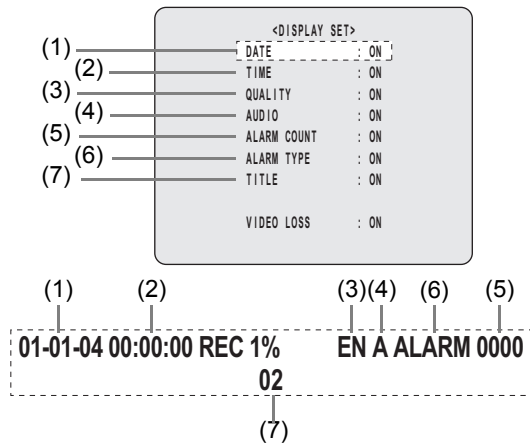 <DISPLAY SET>
(1) DATE : ON
(2) TIME : ON
(3) QUALITY : ON
(4) AUDIO : ON
(5) ALARM COUNT : ON
(6) ALARM TYPE : ON
(7) TITLE : ON
VIDEO LOSS : ON
(1) (2) (3)(4) (6) (5)
01-01-04 00:00:00 REC 1% EN A ALARM 0000
02
(7)